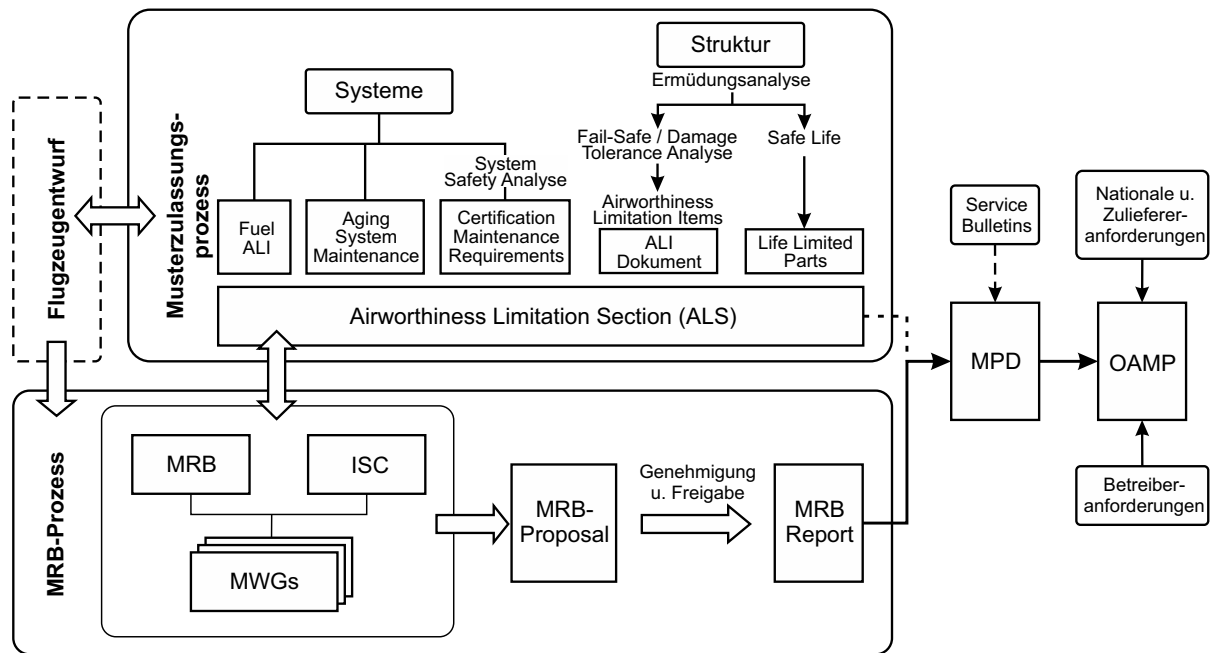 Flugzeugentwurf
Musterzulassungs-
prozess
Systeme
Struktur
Ermüdungsanalyse
System
Safety Analyse
Fail-Safe / Damage
Tolerance Analyse
Safe Life
Airworthiness
Limitation Items
Fuel
ALI
Aging
System
Maintenance
Certification
Maintenance
Requirements
ALI
Dokument
Life Limited
Parts
Airworthiness Limitation Section (ALS)
Service
Bulletins
Nationale u.
Zulieferer-
anforderungen
MPD
OAMP
Betreiber-
anforderungen
MRB-Prozess
MRB
ISC
MWGs
MRB-
Proposal
Genehmigung
u. Freigabe
MRB
Report